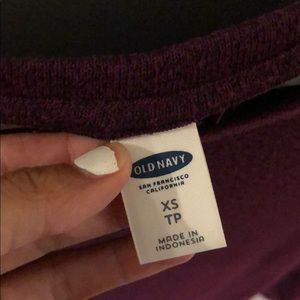 OLD NAVY
SAN FRANCISCO
CALIFORNIA
XS
TP
MADE IN
INDONESIA